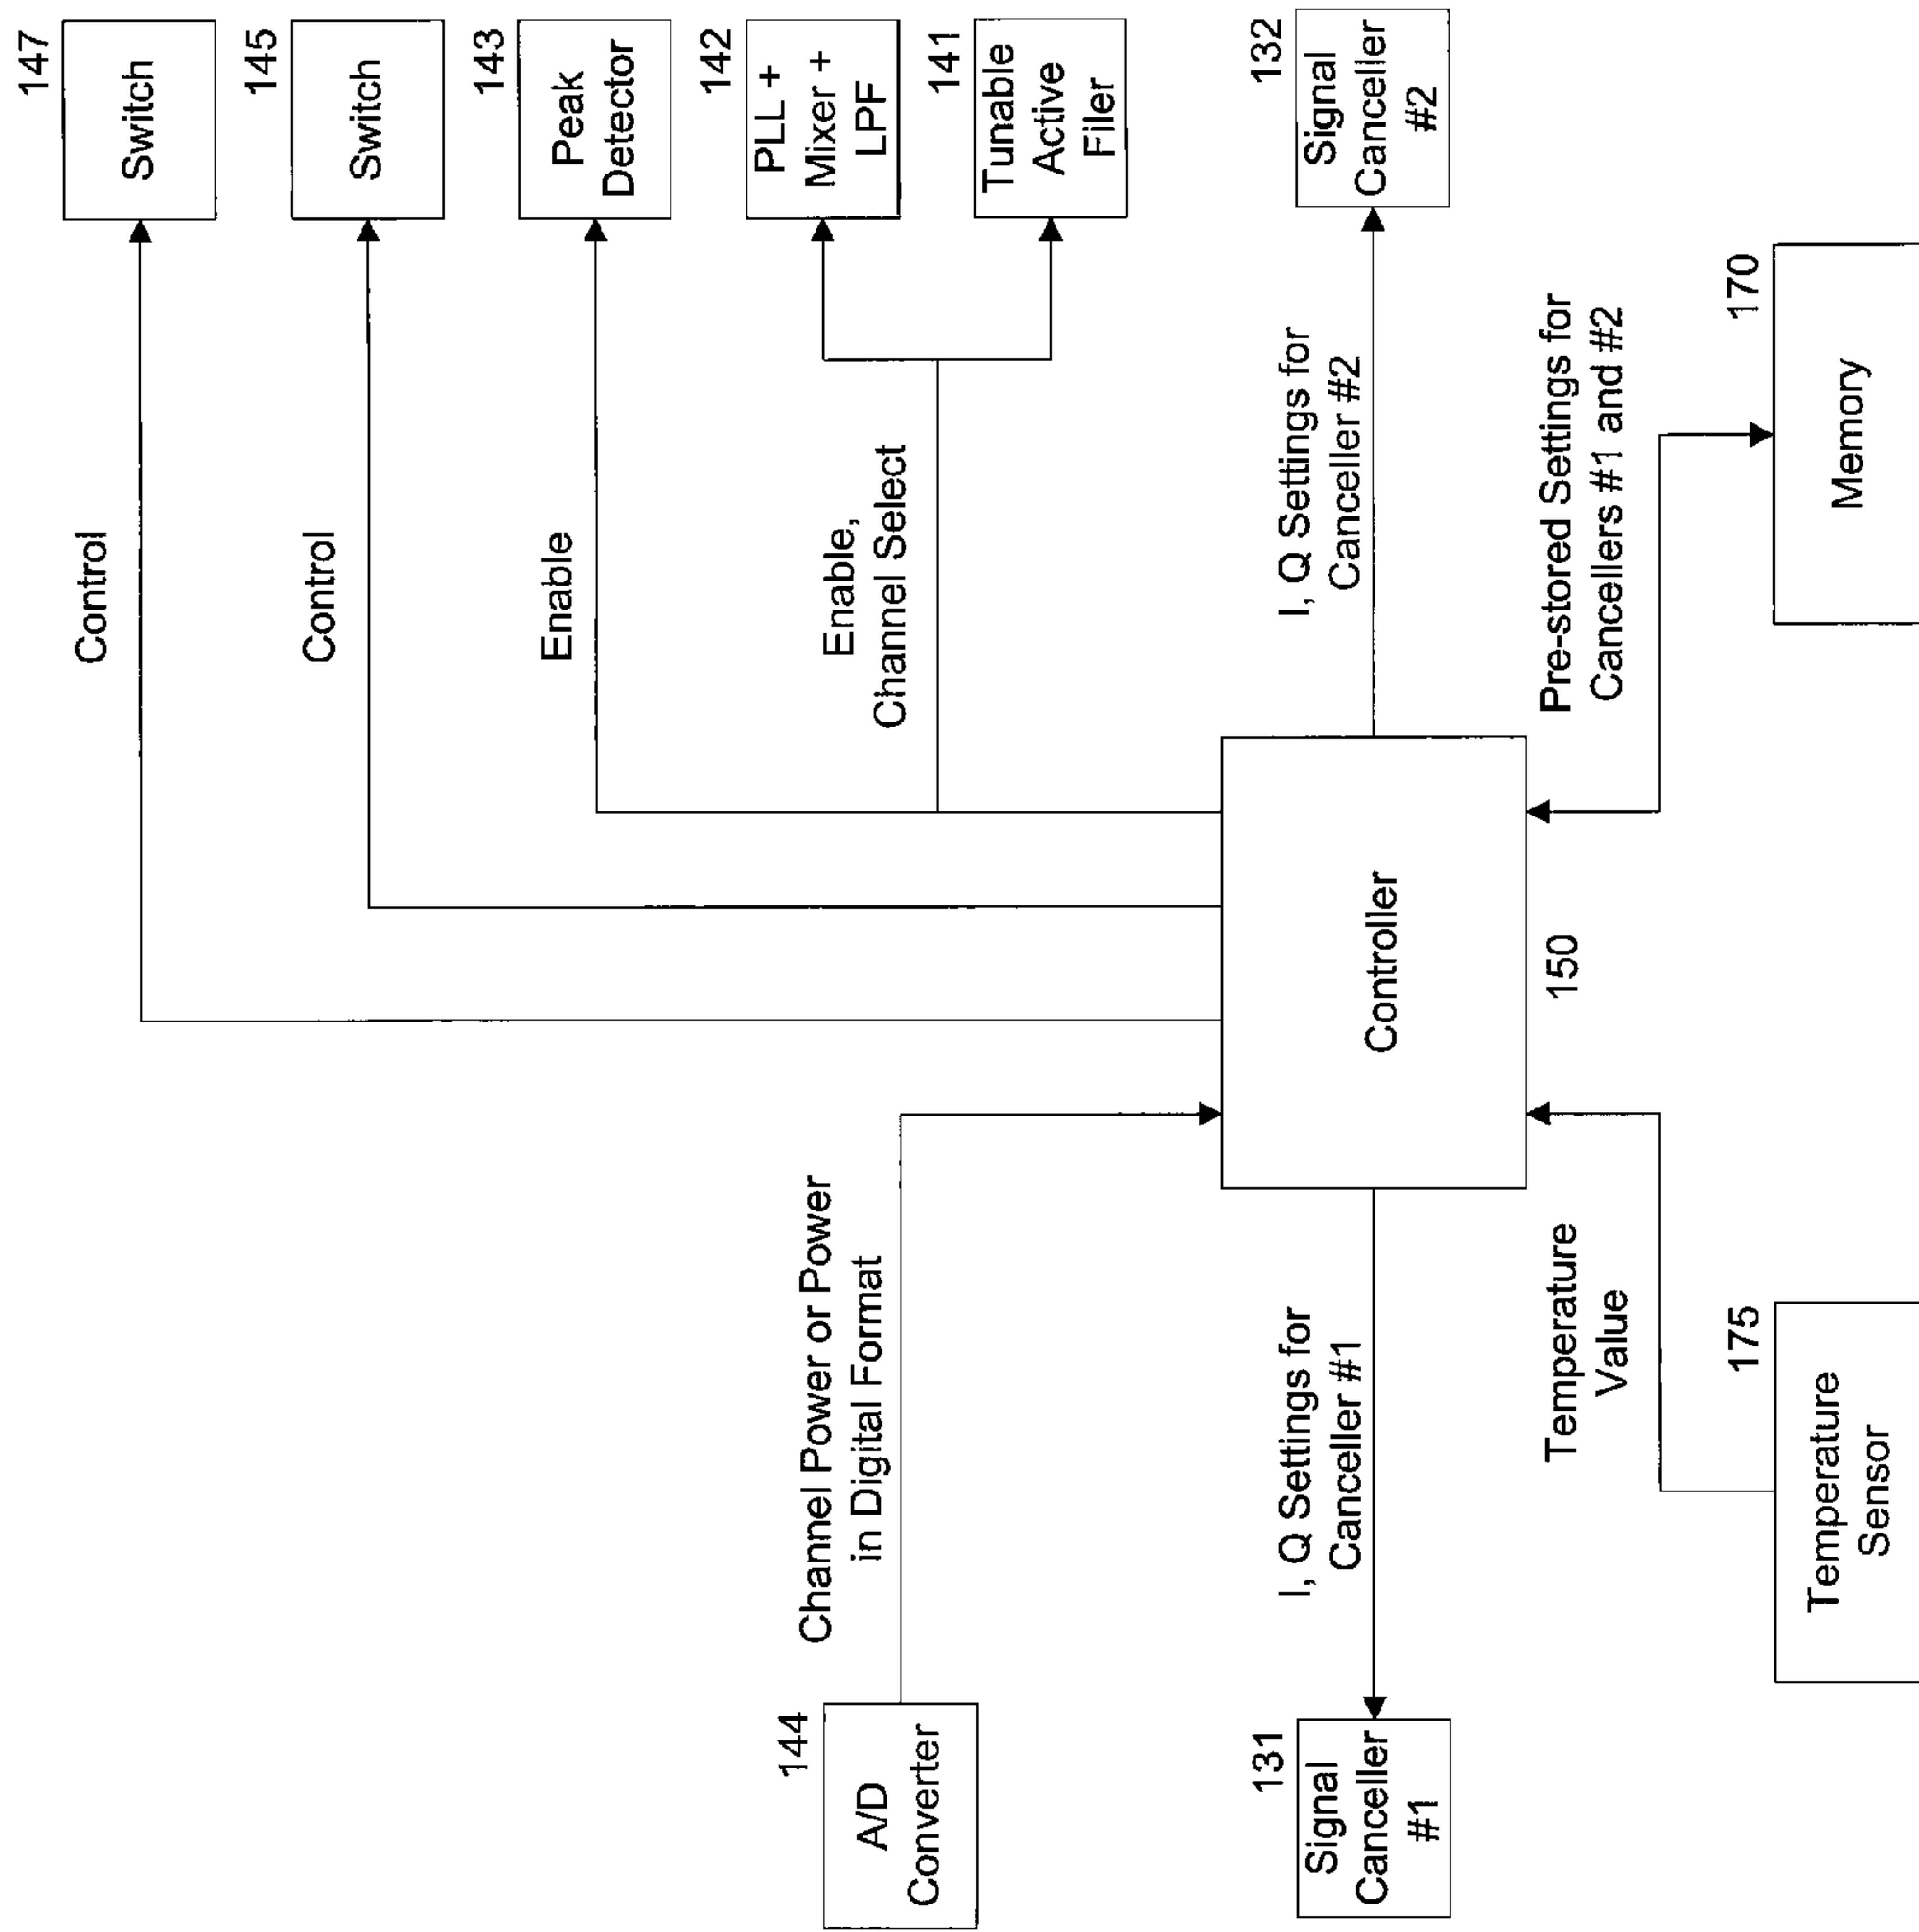 147
Switch
Control
145
Switch
Control
143
Peak
Detector
Enable
142
PLL +
Mixer +
LPF
141
Tunable
Active
Filer
Enable,
Channel Select
144
A/D
Converter
Channel Power or Power
in Digital Format
131
Signal
Canceller
#1
I, Q Settings for
Canceller #1
Controller
150
I, Q Settings for
Canceller #2
132
Signal
Canceller
#2
Temperature
Value
175
Temperature
Sensor
Pre-stored Settings for
Cancellers #1 and #2
170
Memory